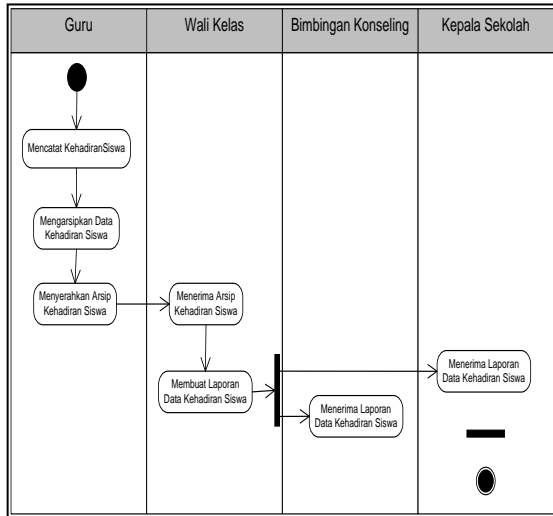 Guru
Wali Kelas
Bimbingan Konseling
Kepala Sekolah
Mencatat KehadiranSiswa
Mengarsipkan Data
Kehadiran Siswa
Menyerahkan Arsip
Kehadiran Siswa
Menerima Arsip
Kehadiran Siswa
Membuat Laporan
Data Kehadiran Siswa
Menerima Laporan
Data Kehadiran Siswa
Menerima Laporan
Data Kehadiran Siswa